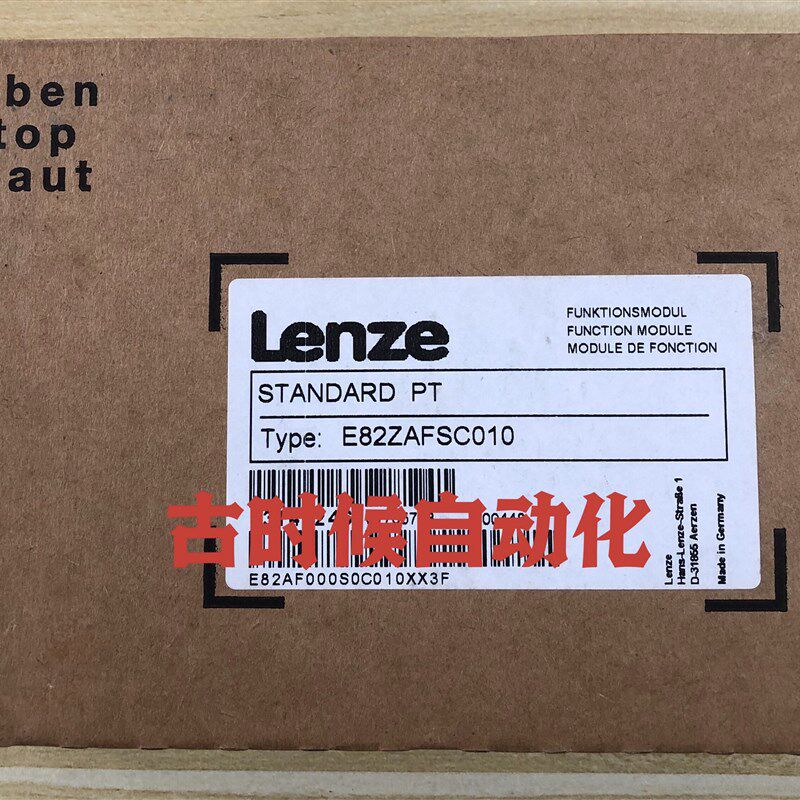 ben
top
aut
Lenze
FUNKTIONSMODUL
FUNCTION MODULE
MODULE DE FONCTION
STANDARD PT
Type: E82ZAFSC010
古时候自动化
E82AF000S0C010XX3F
Lenze
Hans-Lenze-Straße 1
D-31855 Aerzen
Made in Germany